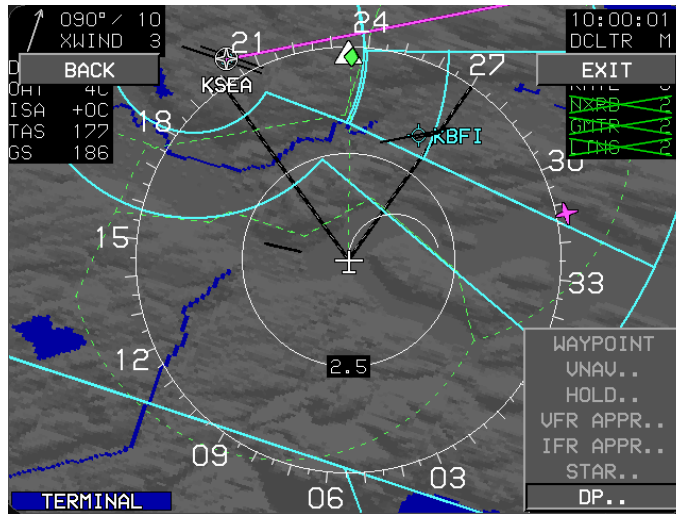 090°/ 10
XWIND 3
BACK
OAT 4C
ISA +0C
TAS 177
GS 186
24
21
27
18
30
15
33
12
09
06
03
KSEA
KBFI
10:00:01
DCLTR M
EXIT
NXRD
LTNG
2.5
WAYPOINT
VNAV..
HOLD..
VFR APPR..
IFR APPR..
STAR..
DP..
TERMINAL